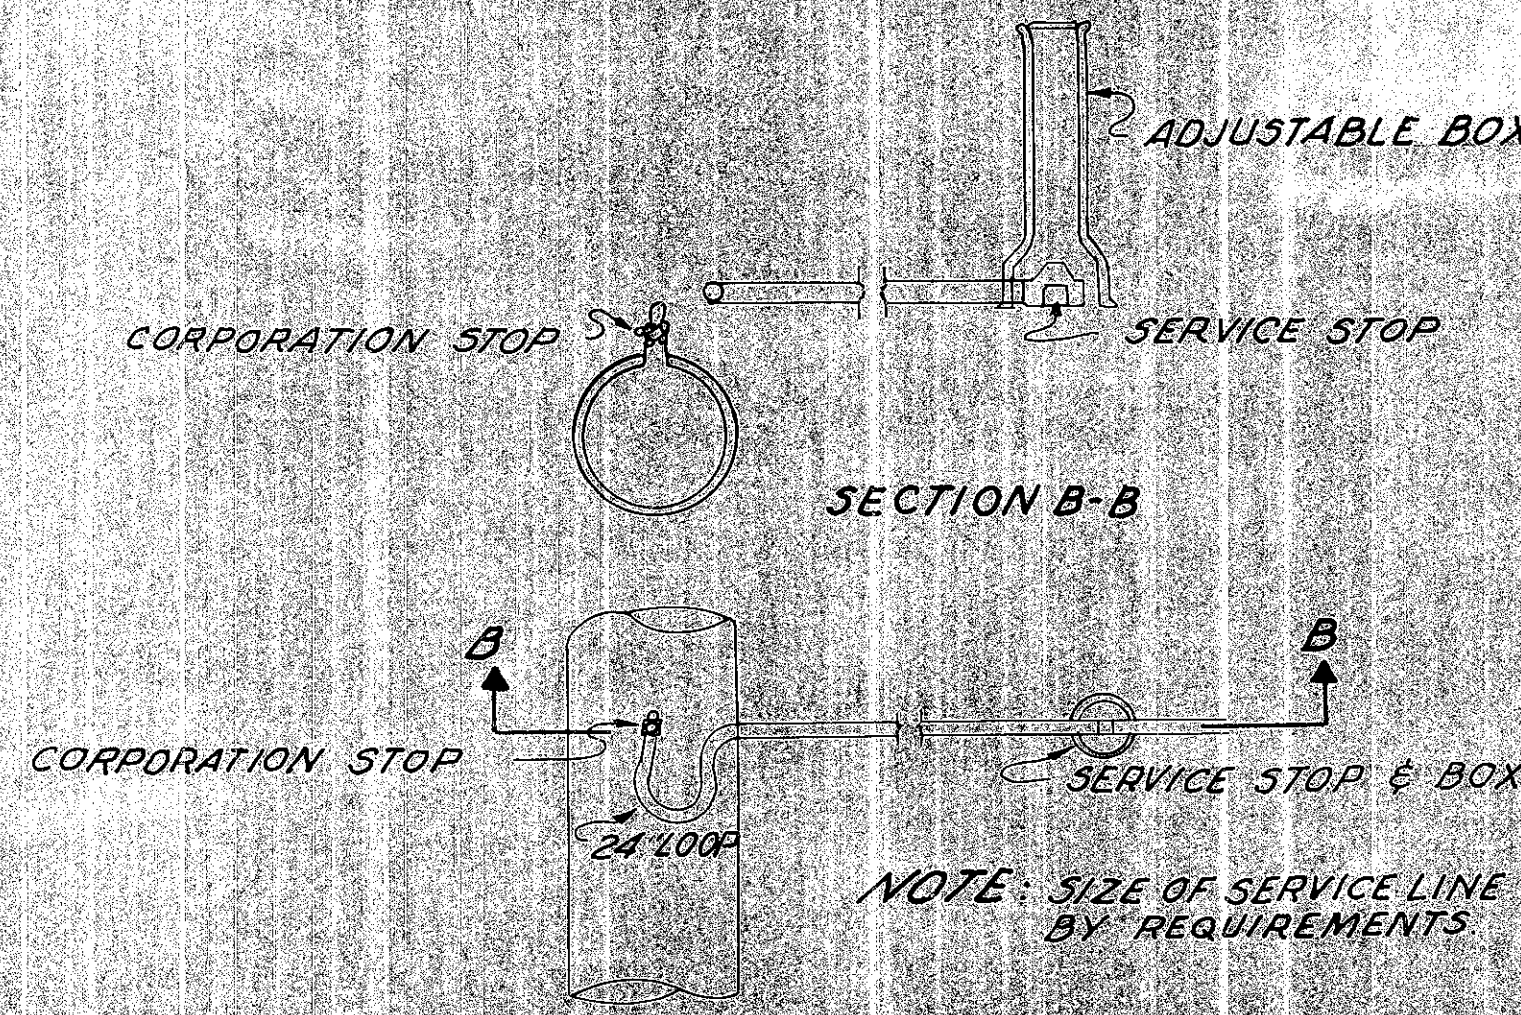 ADJUSTABLE BOX
CORPORATION STOP
SERVICE STOP
SECTION B-B
B
B
CORPORATION STOP
SERVICE STOP & BOX
24" LOOP
NOTE: SIZE OF SERVICE LINE
BY REQUIREMENTS.